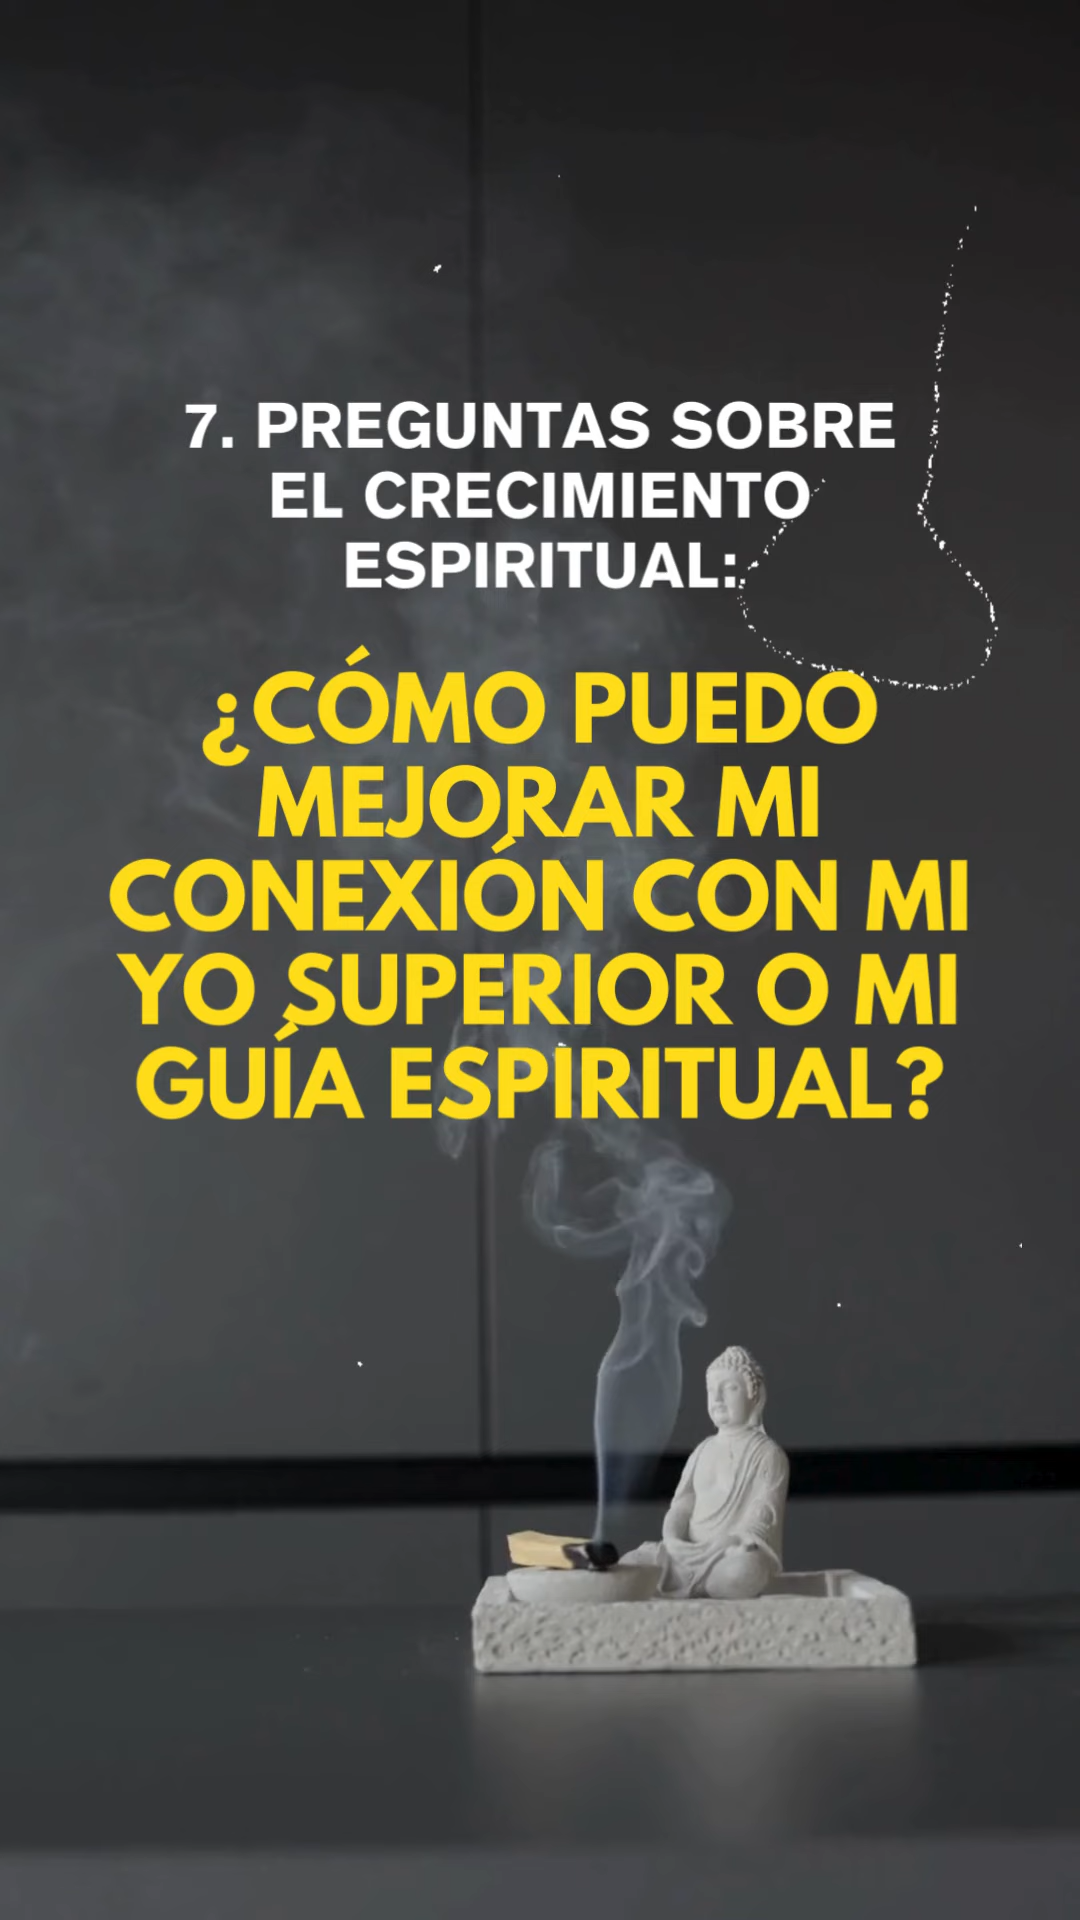 7. PREGUNTAS SOBRE
EL CRECIMIENTO
ESPIRITUAL:
¿CÓMO PUEDO
MEJORAR MI
CONEXIÓN CON MI
YO SUPERIOR O MI
GUÍA ESPIRITUAL?